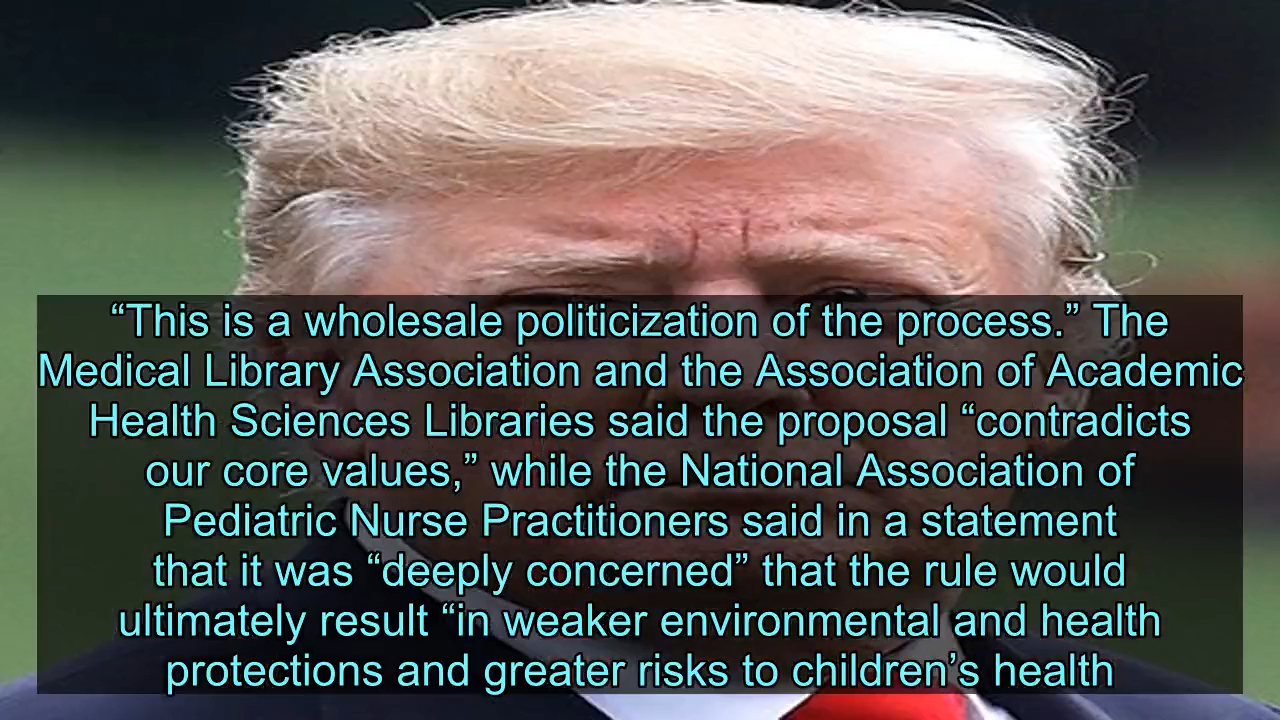 “This is a wholesale politicization of the process.” The
Medical Library Association and the Association of Academic
Health Sciences Libraries said the proposal “contradicts
our core values,” while the National Association of
Pediatric Nurse Practitioners said in a statement
that it was “deeply concerned” that the rule would
ultimately result “in weaker environmental and health
protections and greater risks to children’s health